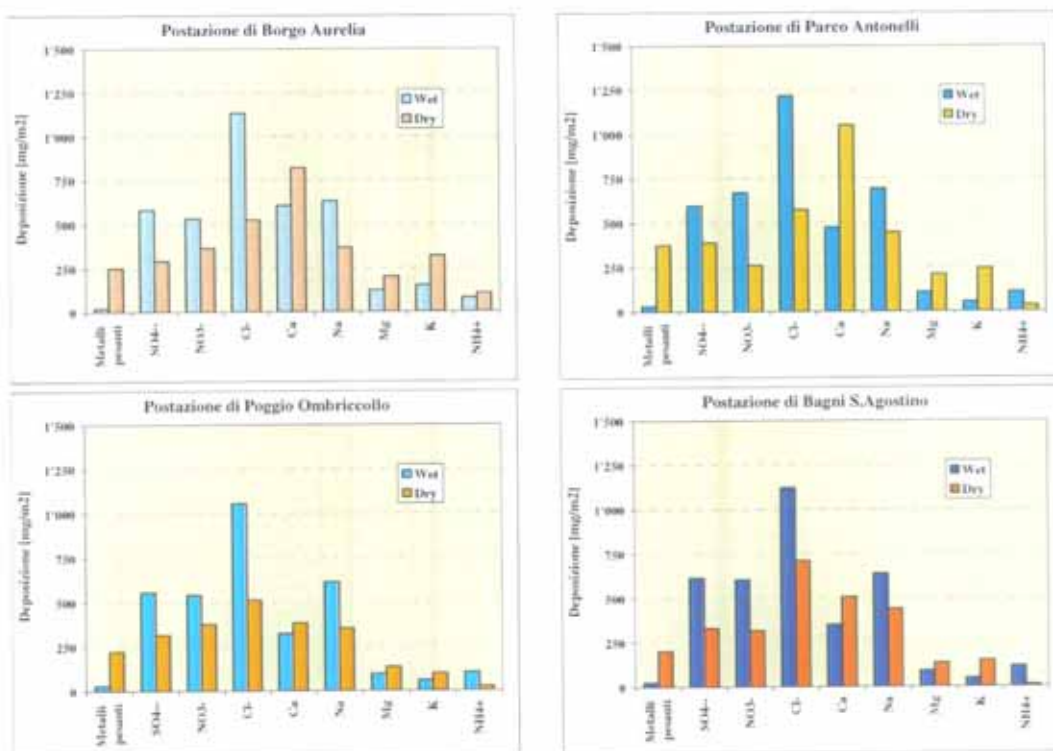 Postazione di Borgo Aurelia
Deposizione [mg/m2]
1'500
1'250
1'000
750
500
250
0
Wet
Dry
Metalli
pesanti
SO4--
NO3-
Cl-
Ca
Na
Mg
K
NH4+
Postazione di Parco Antonelli
Deposizione [mg/m2]
1'500
1'250
1'000
750
500
250
0
Wet
Dry
Metalli
pesanti
SO4--
NO3-
Cl-
Ca
Na
Mg
K
NH4+
Postazione di Poggio Ombriccollo
Deposizione [mg/m2]
1'500
1'250
1'000
750
500
250
0
Wet
Dry
Metalli
pesanti
SO4--
NO3-
Cl-
Ca
Na
Mg
K
NH4+
Postazione di Bagni S.Agostino
Deposizione [mg/m2]
1'500
1'250
1'000
750
500
250
0
Wet
Dry
Metalli
pesanti
SO4--
NO3-
Cl-
Ca
Na
Mg
K
NH4+